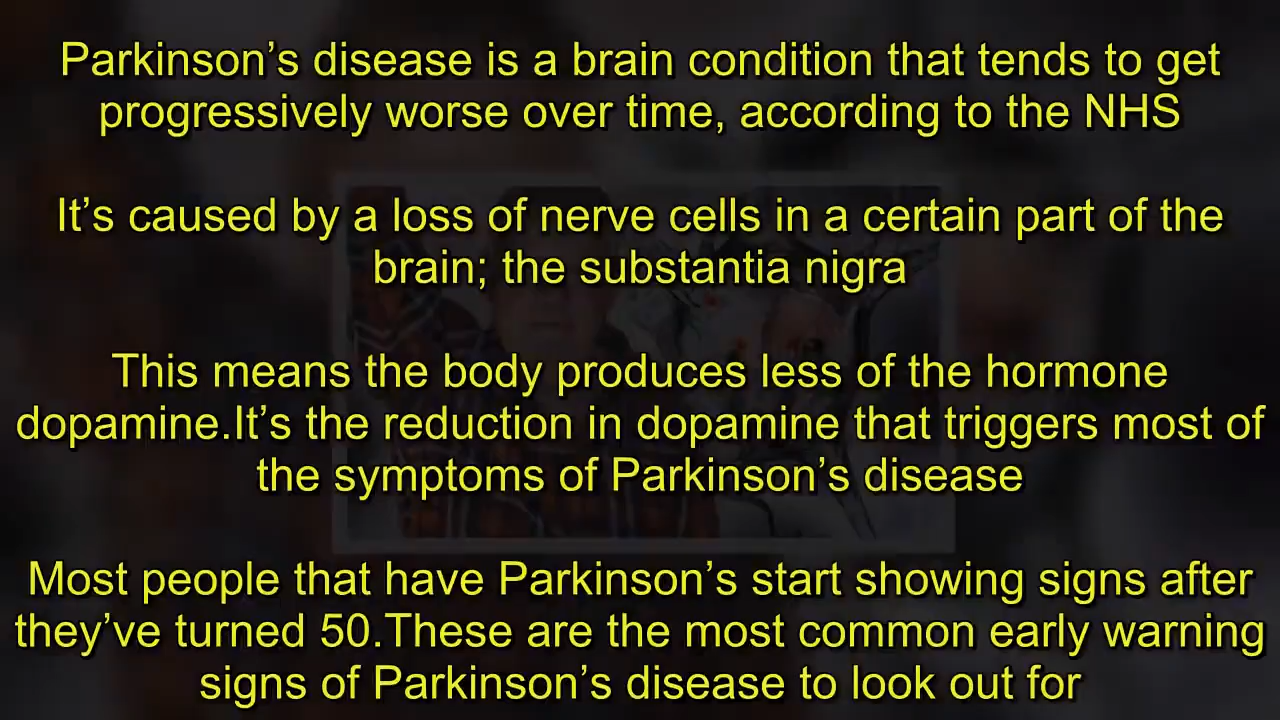 Parkinson’s disease is a brain condition that tends to get
progressively worse over time, according to the NHS
It’s caused by a loss of nerve cells in a certain part of the
brain; the substantia nigra
This means the body produces less of the hormone
dopamine.It’s the reduction in dopamine that triggers most of
the symptoms of Parkinson’s disease
Most people that have Parkinson’s start showing signs after
they’ve turned 50.These are the most common early warning
signs of Parkinson’s disease to look out for